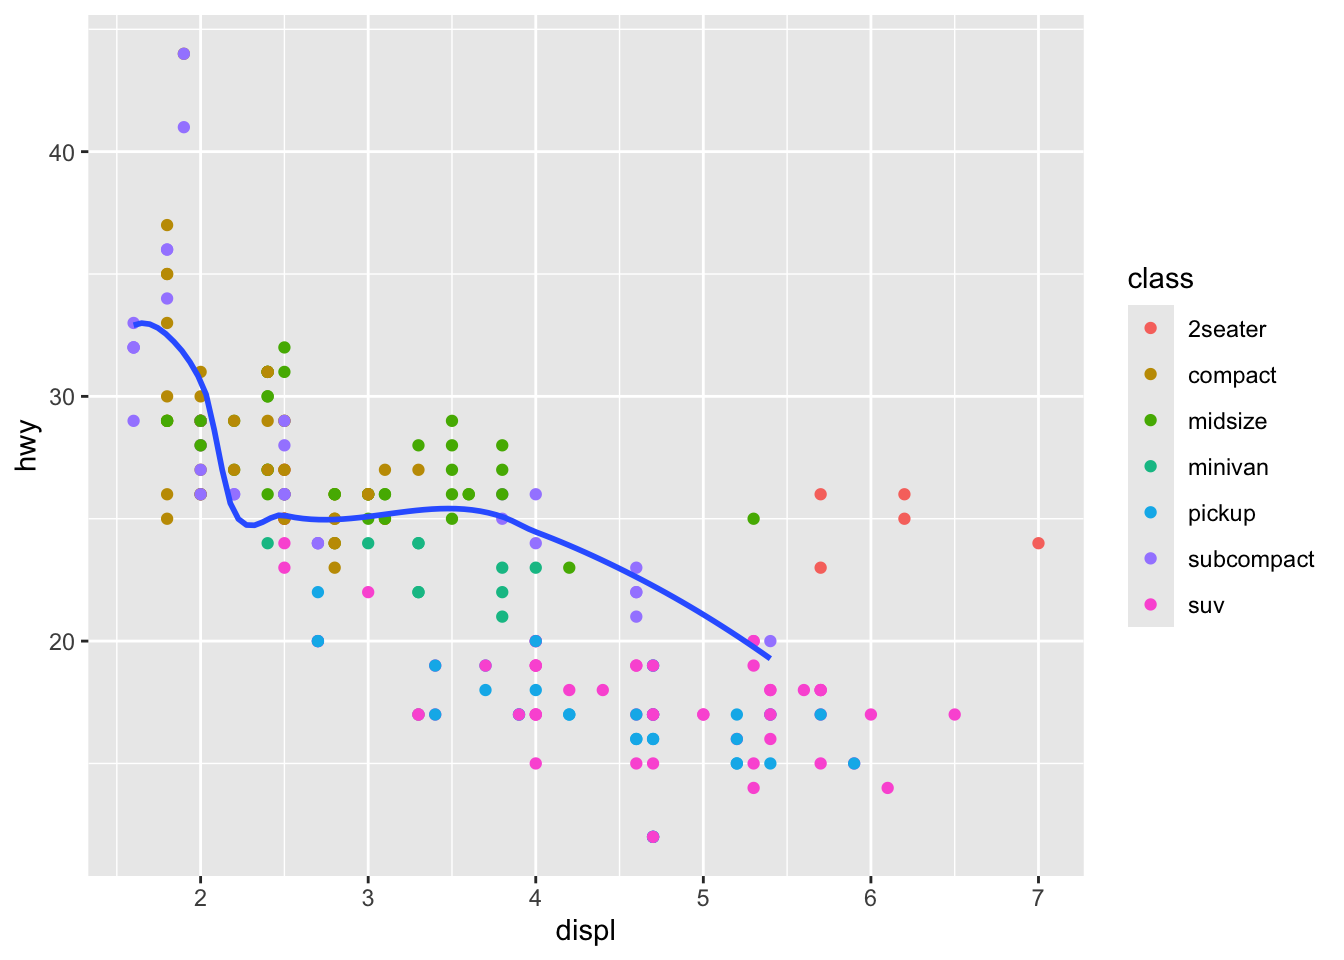 40
30
20
hwy
2 3 4 5 6 7
displ
class
2seater
compact
midsize
minivan
pickup
subcompact
suv